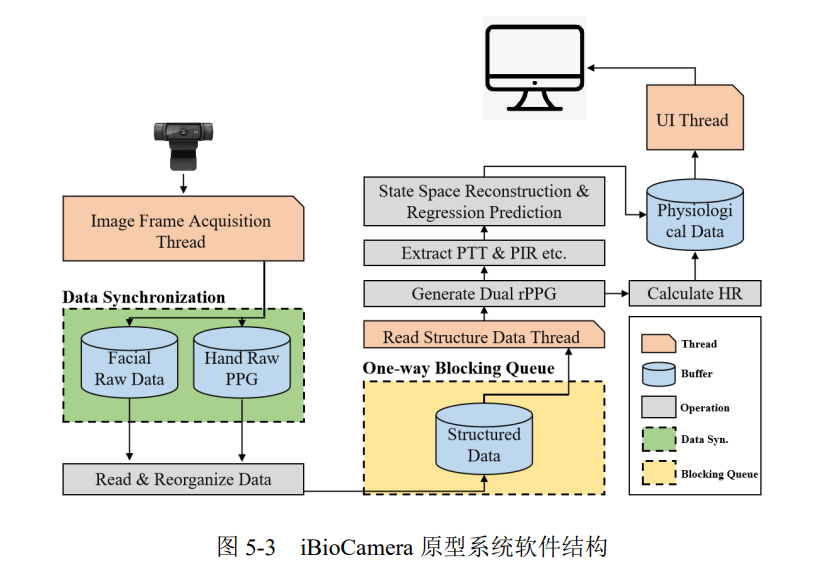 Image Frame Acquisition
Thread
Data Synchronization
Facial
Raw Data
Hand Raw
PPG
Read & Reorganize Data
State Space Reconstruction &
Regression Prediction
Extract PTT & PIR etc.
Generate Dual rPPG
Read Structure Data Thread
One-way Blocking Queue
Structured
Data
UI Thread
Physiologi
cal Data
Calculate HR
Thread
Buffer
Operation
Data Syn.
Blocking Queue
图 5-3 iBioCamera 原型系统软件结构